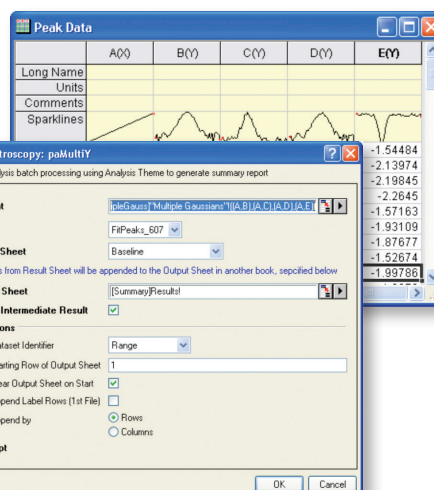 Peak Data
A(X) B(Y) C(Y) D(Y) E(Y)
Long Name
Units
Comments
Sparklines
-1.54484
-2.13974
-2.19845
-2.2645
-1.57163
-1.93109
-1.87677
-1.52674
-1.99786
troscopy: paMultiY
lysis batch processing using Analysis Theme to generate summary report
ipleGauss]"Multiple Gaussians"!((A,B),(A,C),(A,D),(A,E)(
FitPeaks_607
Sheet Baseline
s from Result Sheet will be appended to the Output Sheet in another book, sepcified below
Sheet [Summary]Results!
Intermediate Result
ons
taset Identifier Range
arting Row of Output Sheet 1
ear Output Sheet on Start
pend Label Rows (1st File)
pend by Rows
Columns
pt
OK Cancel